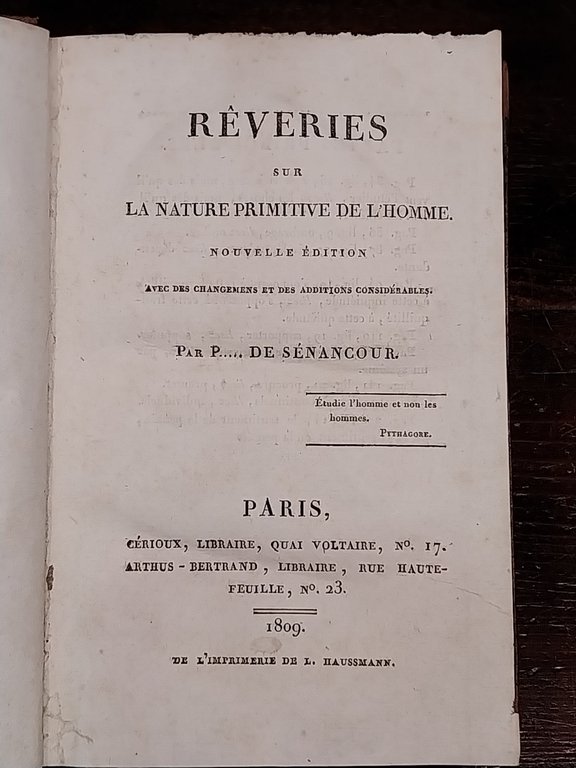 RÊVERIES
SUR
LA NATURE PRIMITIVE DE L'HOMME.
NOUVELLE ÉDITION
AVEC DES CHANGEMENS ET DES ADDITIONS CONSIDÉRABLES.
PAR P..... DE SÉNANCOUR.
Étudie l'homme et non les
hommes.
PYTHAGORE.
PARIS,
CÉRIOUX, LIBRAIRE, QUAI VOLTAIRE, Nº. 17.
ARTHUS-BERTRAND, LIBRAIRE, RUE HAUTE-
FEUILLE, Nº. 23.
1809.
DE L'IMPRIMERIE DE L. HAUSSMANN.